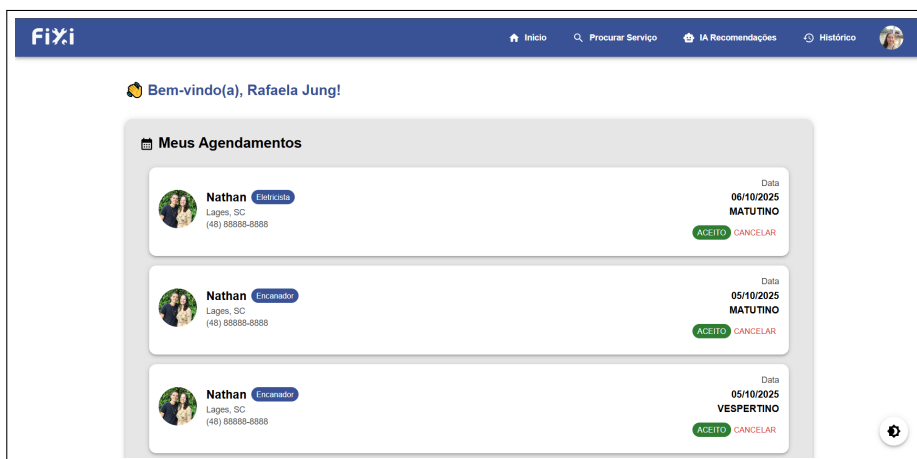 Fixi
Inicio
Procurar Serviço
IA Recomendações
Histórico
Bem-vindo(a), Rafaela Jung!
Meus Agendamentos
Nathan Eletricista
Lages, SC
(48) 88888-8888
Data
06/10/2025
MATUTINO
ACEITO CANCELAR
Nathan Encanador
Lages, SC
(48) 88888-8888
Data
05/10/2025
MATUTINO
ACEITO CANCELAR
Nathan Encanador
Lages, SC
(48) 88888-8888
Data
05/10/2025
VESPERTINO
ACEITO CANCELAR